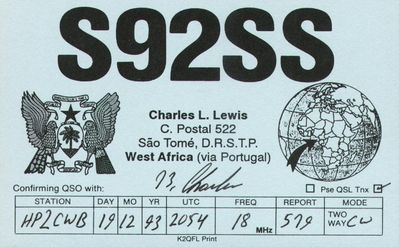 S92SS
Charles L. Lewis
C. Postal 522
São Tomé, D.R.S.T.P.
West Africa (via Portugal)
73, Charles
Confirming QSO with:
Pse QSL Tnx
STATION DAY MO YR UTC FREQ REPORT MODE
HP2CWB 19 12 93 2054 18 MHz 579 TWO WAY CW
K2QFL Print